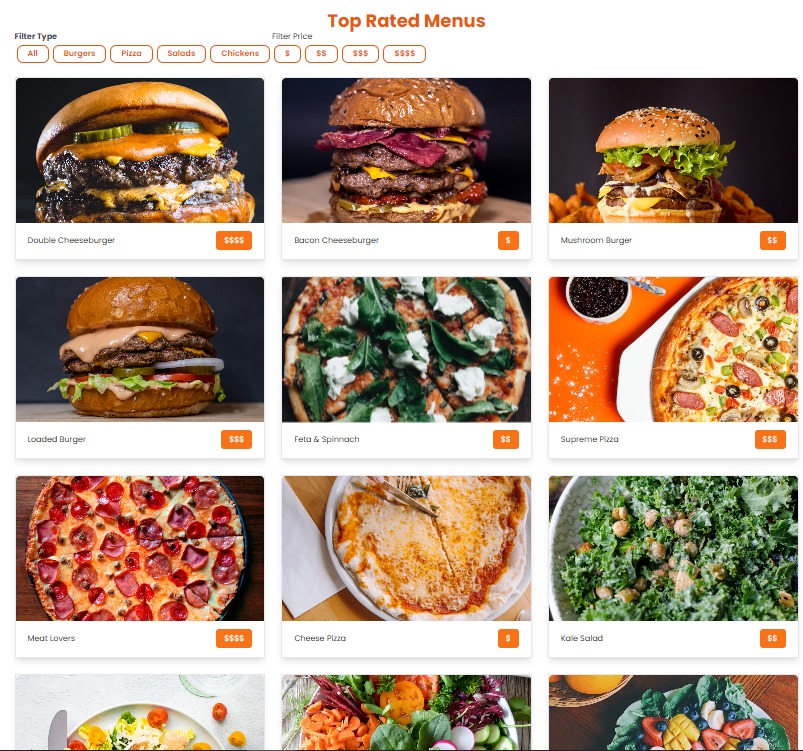 Top Rated Menus
Filter Type
Filter Price
All Burgers Pizza Salads Chickens $ $$ $$$ $$$$
Double Cheeseburger $$$$
Bacon Cheeseburger $
Mushroom Burger $$
Loaded Burger $$$
Feta & Spinnach $$
Supreme Pizza $$$
Meat Lovers $$$$
Cheese Pizza $
Kale Salad $$